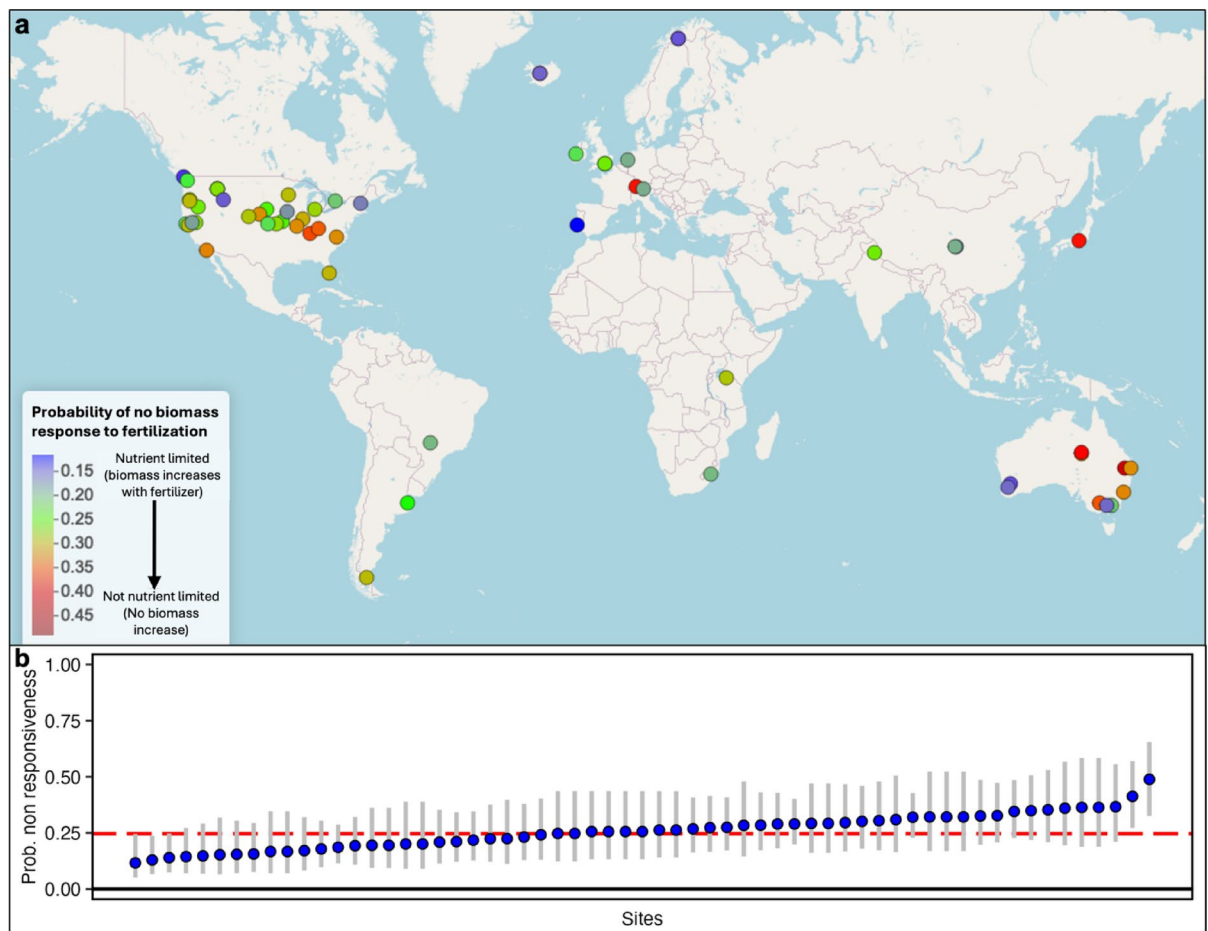 a
Probability of no biomass
response to fertilization
Nutrient limited
(biomass increases
with fertilizer)
0.15
0.20
0.25
0.30
0.35
0.40
0.45
Not nutrient limited
(No biomass
increase)
b
Prob. non responsiveness
1.00
0.75
0.50
0.25
0.00
Sites